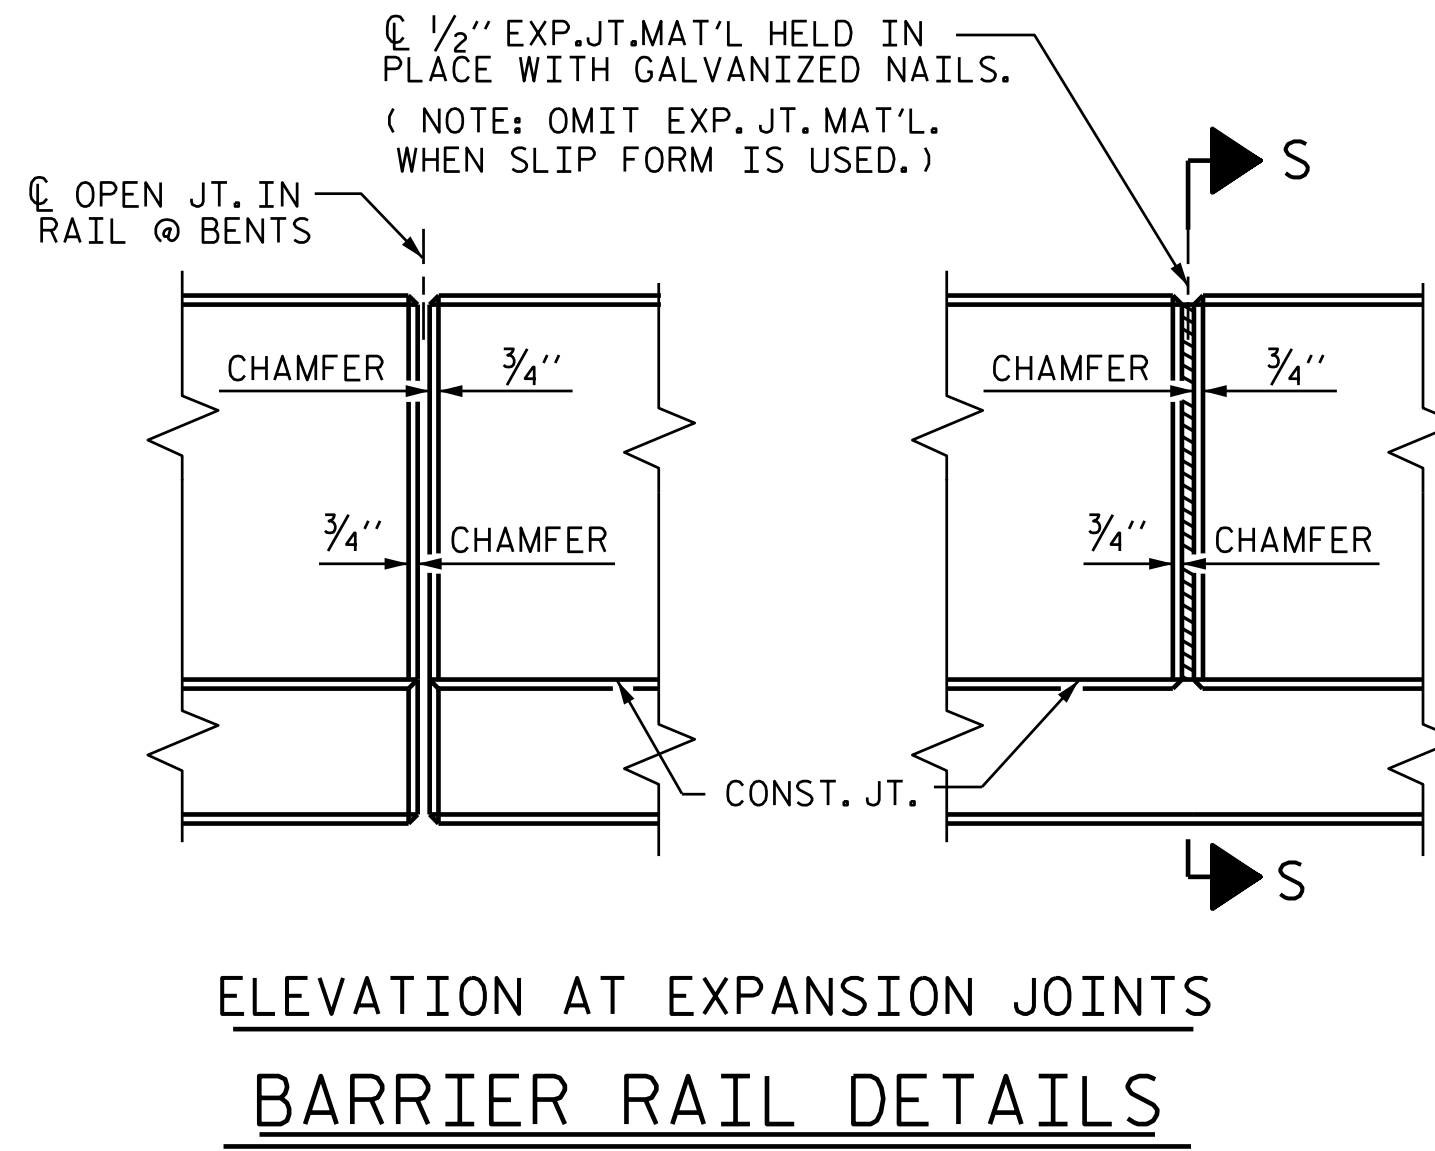 ℄ 1/2" EXP.JT.MAT'L HELD IN
PLACE WITH GALVANIZED NAILS.
( NOTE: OMIT EXP. JT. MAT'L.
WHEN SLIP FORM IS USED. )
S
℄ OPEN JT. IN
RAIL @ BENTS
CHAMFER 3/4"
CHAMFER 3/4"
3/4" CHAMFER
3/4" CHAMFER
CONST. JT.
S
ELEVATION AT EXPANSION JOINTS
BARRIER RAIL DETAILS